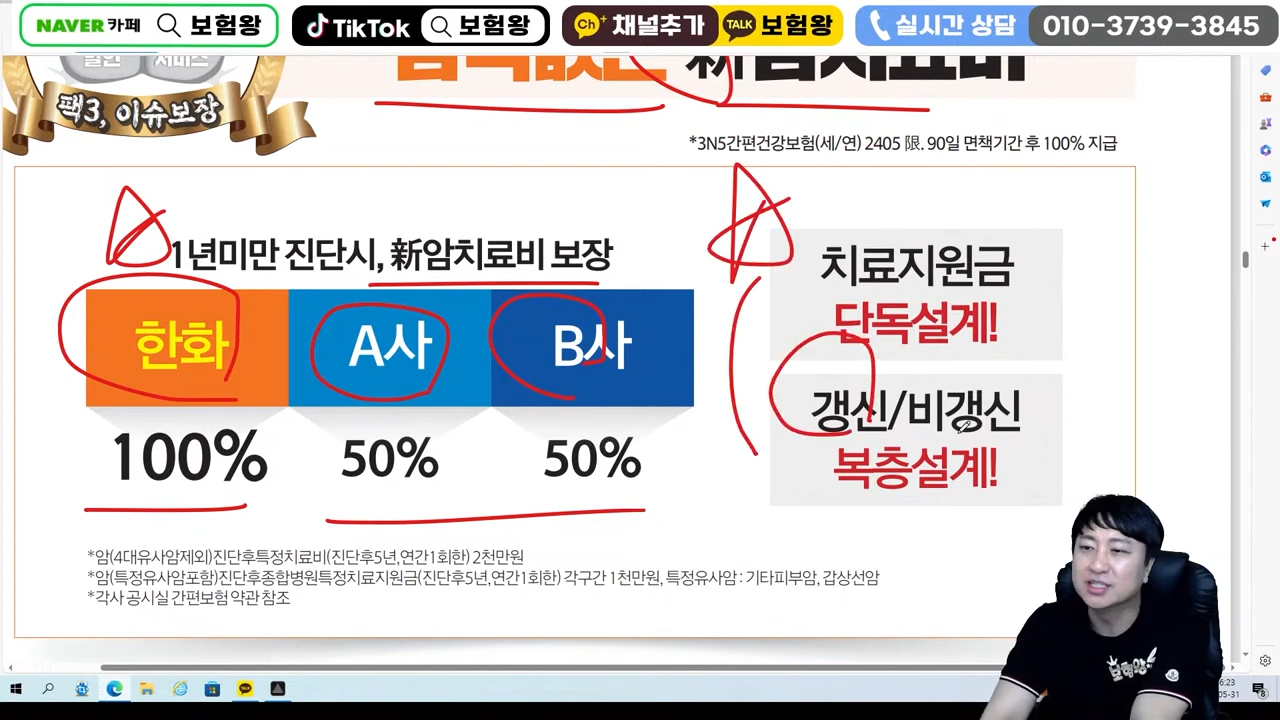 NAVER 카페 보험왕
TikTok 보험왕
Ch+ 채널추가 TALK 보험왕
실시간 상담 010-3739-3845
팩3, 이슈보장
*3N5간편건강보험(세/연) 2405 限. 90일 면책기간 후 100% 지급
1년미만 진단시, 新암치료비 보장
한화 A사 B사
100% 50% 50%
치료지원금
단독설계!
갱신/비갱신
복층설계!
*암(4대유사암제외)진단후특정치료비(진단후5년,연간1회한) 2천만원
*암(특정유사암포함)진단후종합병원특정치료지원금(진단후5년,연간1회한) 각구간 1천만원, 특정유사암 : 기타피부암, 갑상선암
*각사 공시실 간편보험 약관 참조
보험왕
6:23
05-31